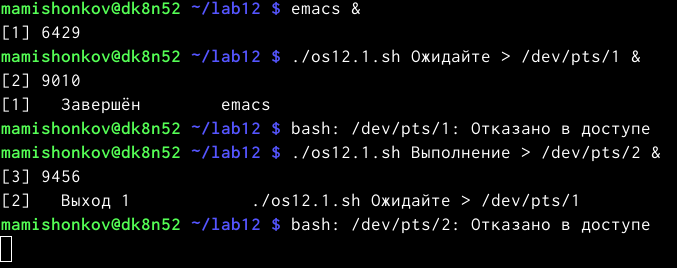 mamishonkov@dk8n52 ~/lab12 $ emacs &
[1] 6429
mamishonkov@dk8n52 ~/lab12 $ ./os12.1.sh Ожидайте > /dev/pts/1 &
[2] 9010
[1]   Завершён        emacs
mamishonkov@dk8n52 ~/lab12 $ bash: /dev/pts/1: Отказано в доступе
mamishonkov@dk8n52 ~/lab12 $ ./os12.1.sh Выполнение > /dev/pts/2 &
[3] 9456
[2]   Выход 1            ./os12.1.sh Ожидайте > /dev/pts/1
mamishonkov@dk8n52 ~/lab12 $ bash: /dev/pts/2: Отказано в доступе